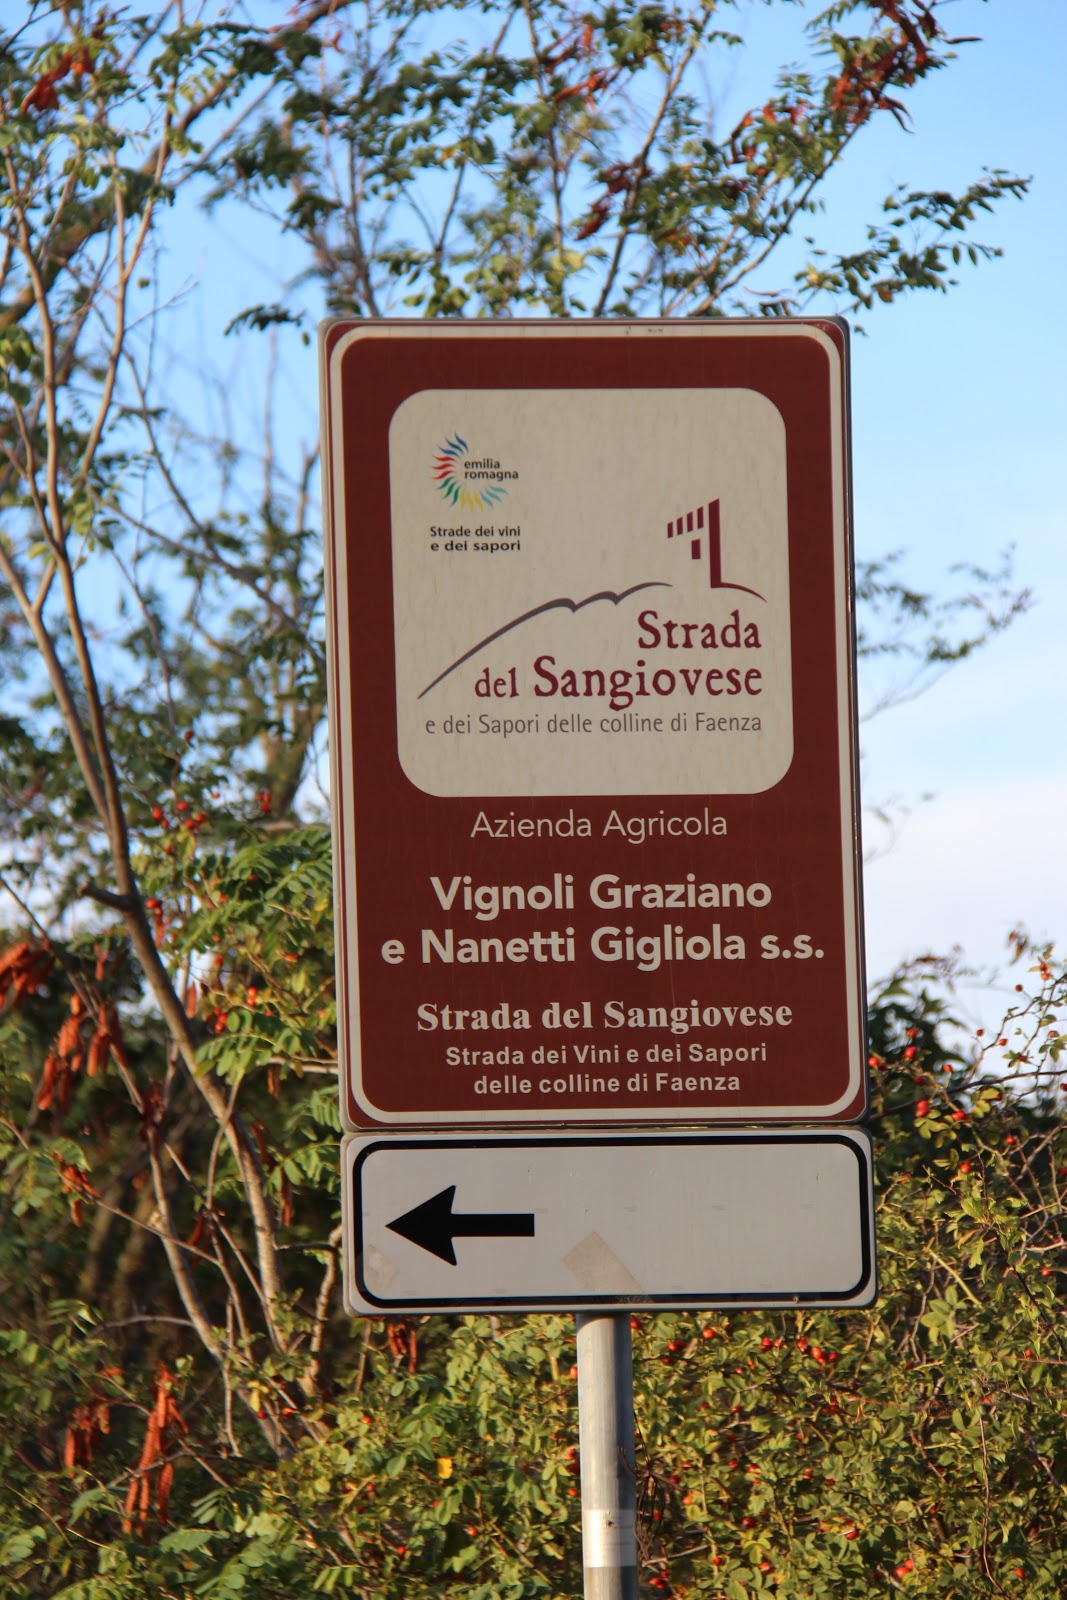 emilia
romagna
Strade dei vini
e dei sapori
Strada
del Sangiovese
e dei Sapori delle colline di Faenza
Azienda Agricola
Vignoli Graziano
e Nanetti Gigliola s.s.
Strada del Sangiovese
Strada dei Vini e dei Sapori
delle colline di Faenza